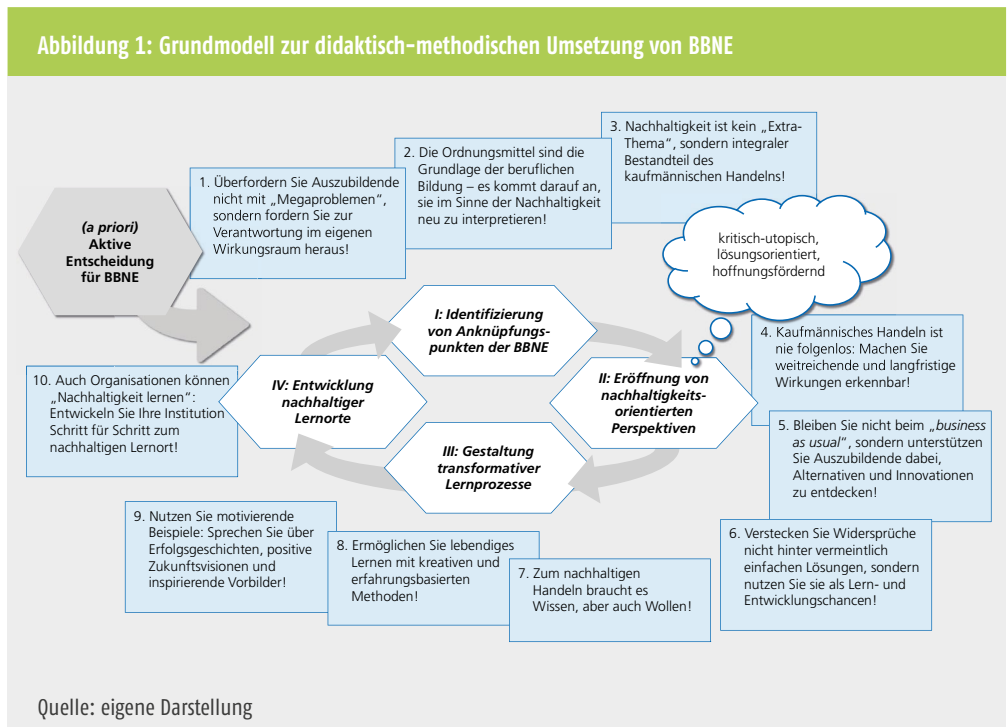 Abbildung 1: Grundmodell zur didaktisch-methodischen Umsetzung von BBNE
(a priori)
Aktive
Entscheidung
für BBNE
1. Überfordern Sie Auszubildende
nicht mit „Megaproblemen",
sondern fordern Sie zur
Verantwortung im eigenen
Wirkungsraum heraus!
2. Die Ordnungsmittel sind die
Grundlage der beruflichen
Bildung – es kommt darauf an,
sie im Sinne der Nachhaltigkeit
neu zu interpretieren!
3. Nachhaltigkeit ist kein „Extra-
Thema", sondern integraler
Bestandteil des
kaufmännischen Handelns!
kritisch-utopisch,
lösungsorientiert,
hoffnungsfördernd
I: Identifizierung
von Anknüpfungs-
punkten der BBNE
II: Eröffnung von
nachhaltigkeits-
orientierten
Perspektiven
III: Gestaltung
transformativer
Lernprozesse
IV: Entwicklung
nachhaltiger
Lernorte
4. Kaufmännisches Handeln ist
nie folgenlos: Machen Sie
weitreichende und langfristige
Wirkungen erkennbar!
5. Bleiben Sie nicht beim „business
as usual", sondern unterstützen
Sie Auszubildende dabei,
Alternativen und Innovationen
zu entdecken!
6. Verstecken Sie Widersprüche
nicht hinter vermeintlich
einfachen Lösungen, sondern
nutzen Sie sie als Lern- und
Entwicklungschancen!
7. Zum nachhaltigen
Handeln braucht es
Wissen, aber auch Wollen!
8. Ermöglichen Sie lebendiges
Lernen mit kreativen und
erfahrungsbasierten
Methoden!
9. Nutzen Sie motivierende
Beispiele: Sprechen Sie über
Erfolgsgeschichten, positive
Zukunftsvisionen und
inspirierende Vorbilder!
10. Auch Organisationen können
„Nachhaltigkeit lernen":
Entwickeln Sie Ihre Institution
Schritt für Schritt zum
nachhaltigen Lernort!
Quelle: eigene Darstellung